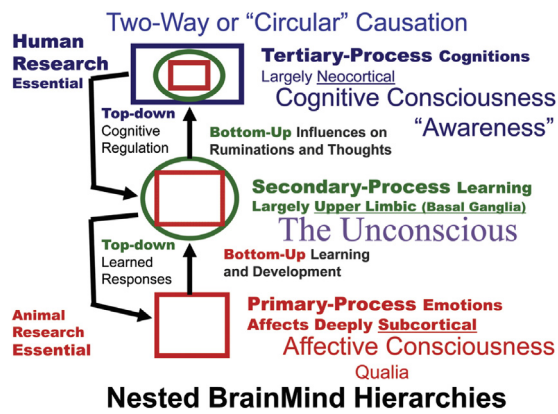 Two-Way or “Circular” Causation
Human
Research
Essential
Tertiary-Process Cognitions
Largely Neocortical
Cognitive Consciousness
“Awareness”
Top-down
Cognitive
Regulation
Bottom-Up Influences on
Ruminations and Thoughts
Secondary-Process Learning
Largely Upper Limbic (Basal Ganglia)
The Unconscious
Top-down
Learned
Responses
Bottom-Up Learning
and Development
Animal
Research
Essential
Primary-Process Emotions
Affects Deeply Subcortical
Affective Consciousness
Qualia
Nested BrainMind Hierarchies